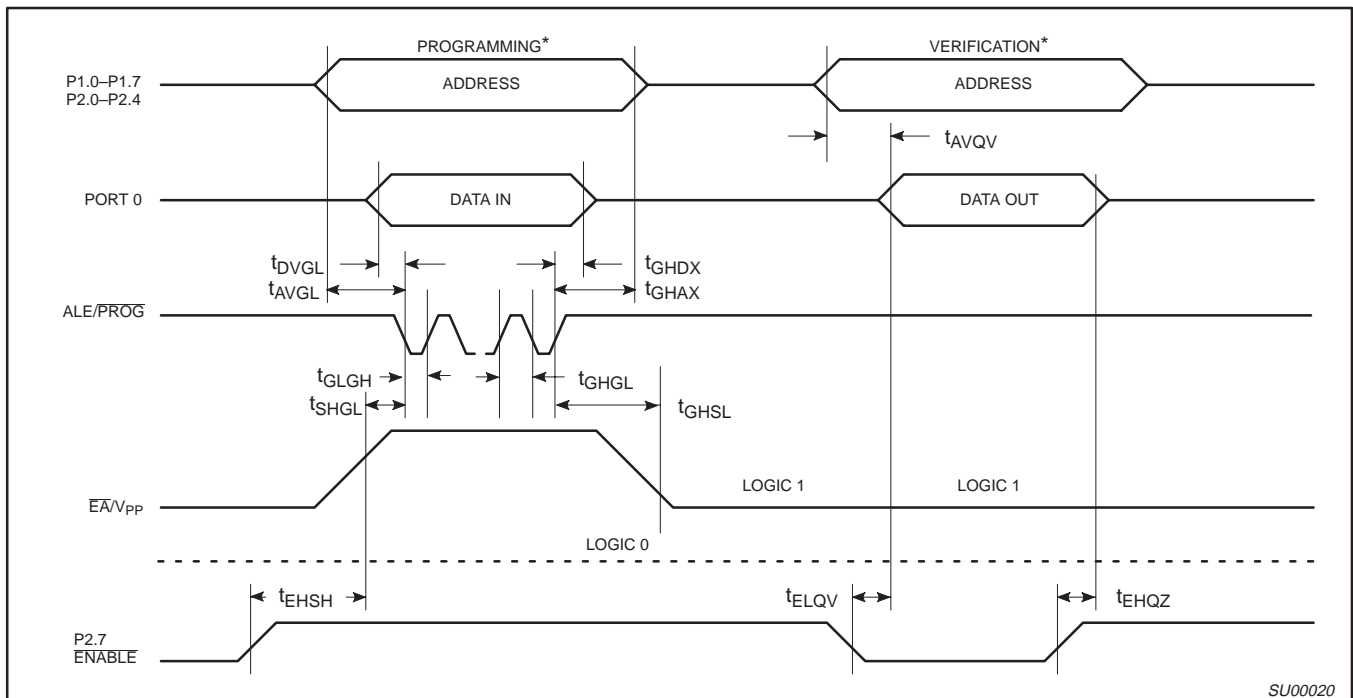 PROGRAMMING*
VERIFICATION*
P1.0–P1.7
P2.0–P2.4
ADDRESS
ADDRESS
tAVQV
PORT 0
DATA IN
DATA OUT
tDVGL
tGHDX
tAVGL
tGHAX
ALE/PROG
tGLGH
tGHGL
tSHGL
tGHSL
LOGIC 1
LOGIC 1
EA/VPP
LOGIC 0
tEHSH
tELQV
tEHQZ
P2.7
ENABLE
SU00020